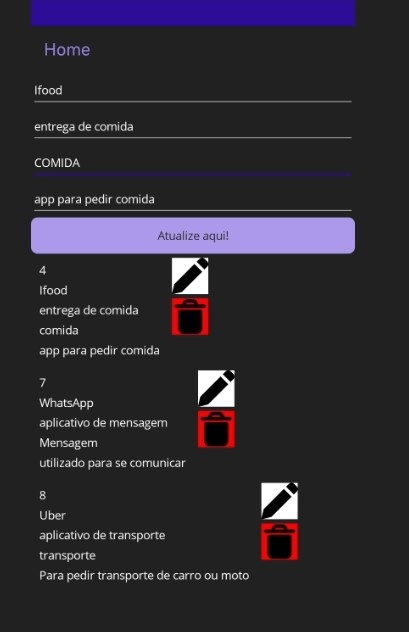 Home
Ifood
entrega de comida
COMIDA
app para pedir comida
Atualize aqui!
4
Ifood
entrega de comida
comida
app para pedir comida
7
WhatsApp
aplicativo de mensagem
Mensagem
utilizado para se comunicar
8
Uber
aplicativo de transporte
transporte
Para pedir transporte de carro ou moto